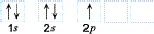 ↑↓ ↑↓ ↑
1s 2s 2p